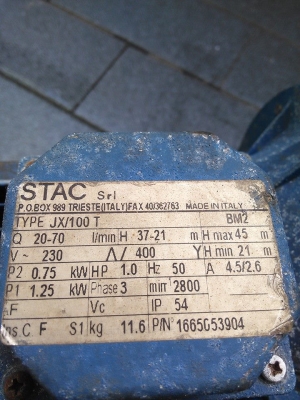 STAC Srl
P.O.BOX 989 TRIESTE(ITALY)FAX 40/362763 MADE IN ITALY
TYPE JX/100 T BM2
Q 20-70 l/min H 37-21 m H max 45 m
V ~ 230 Δ/ 400 Y H min 21 m
P2 0.75 kW HP 1.0 Hz 50 A 4.5/2.6
P1 1.25 kW Phase 3 min 2800
µF Vc IP 54
Ins C F S1 kg 11.6 P/N 1665053904